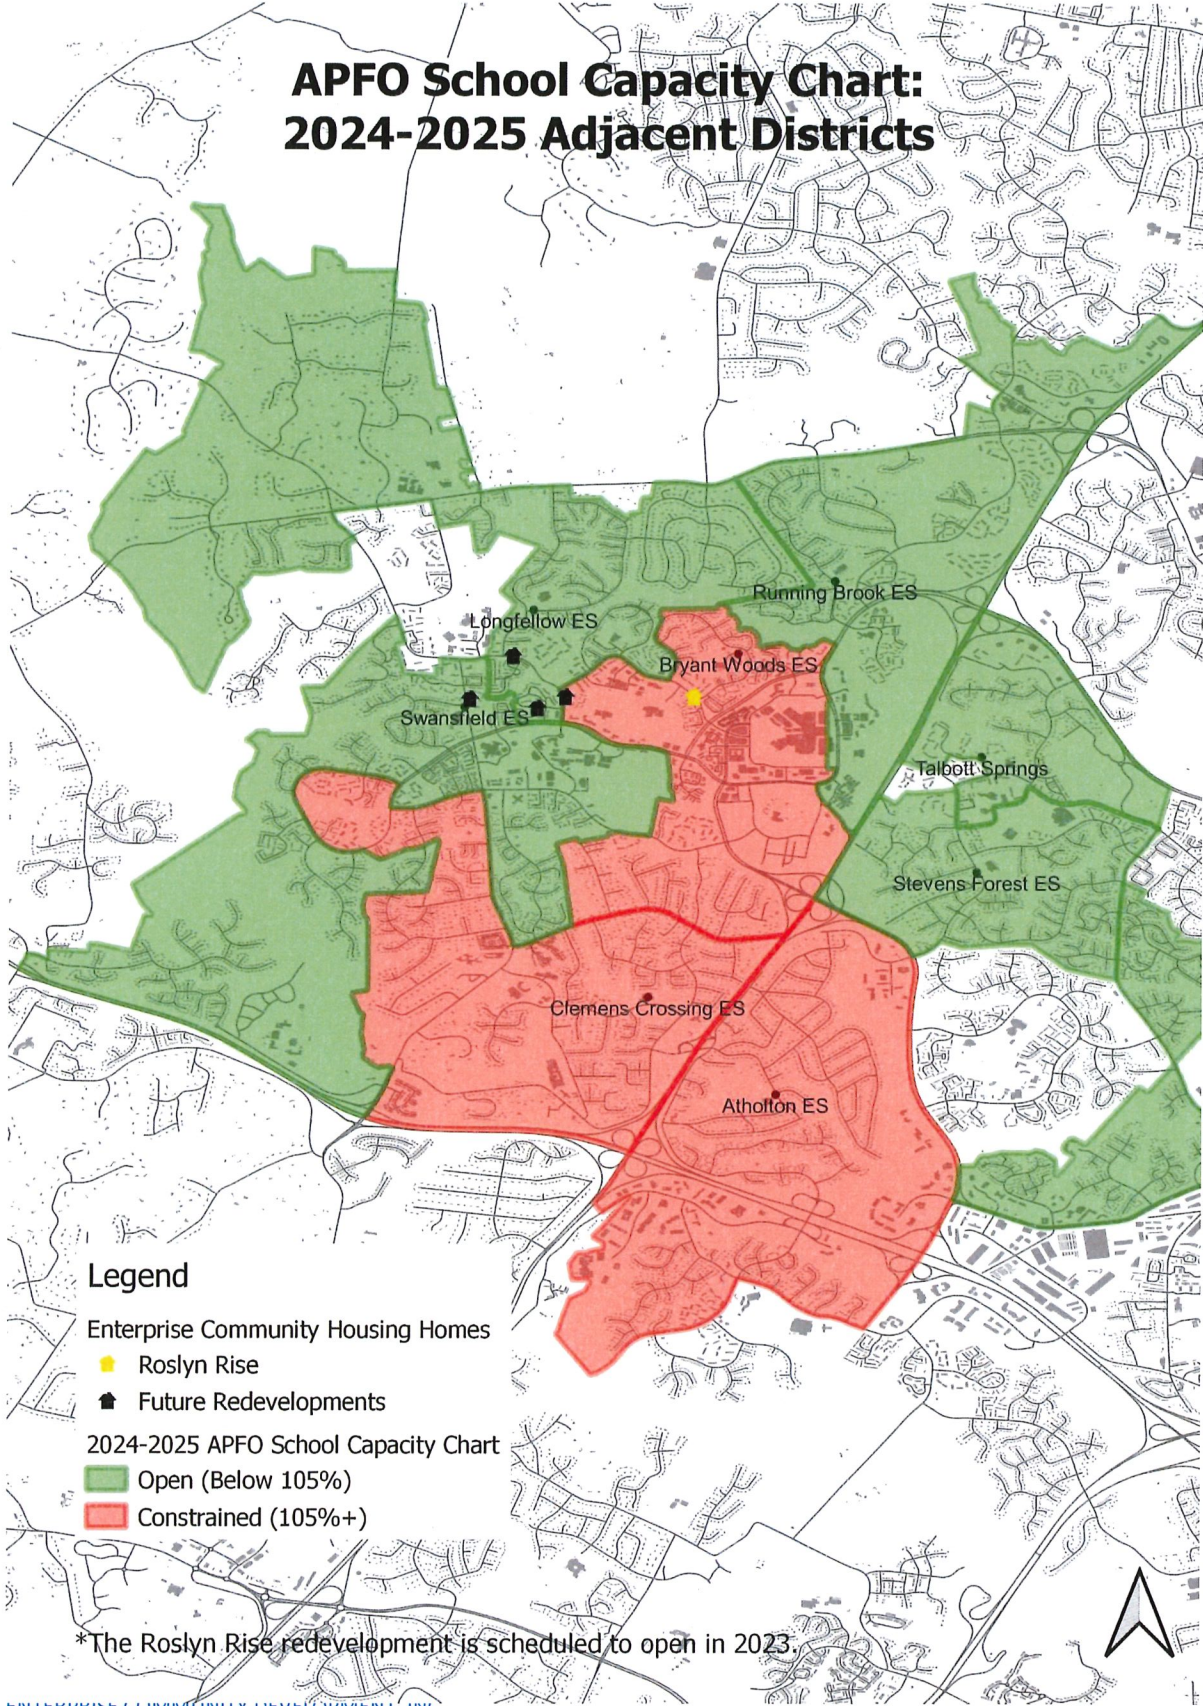 APFO School Capacity Chart:
2024-2025 Adjacent Districts
Running Brook ES
Longfellow ES
Bryant Woods ES
Swansfield ES
Talbott Springs
Stevens Forest ES
Clemens Crossing ES
Atholton ES
Legend
Enterprise Community Housing Homes
Roslyn Rise
Future Redevelopments
2024-2025 APFO School Capacity Chart
Open (Below 105%)
Constrained (105%+)
*The Roslyn Rise redevelopment is scheduled to open in 2023.